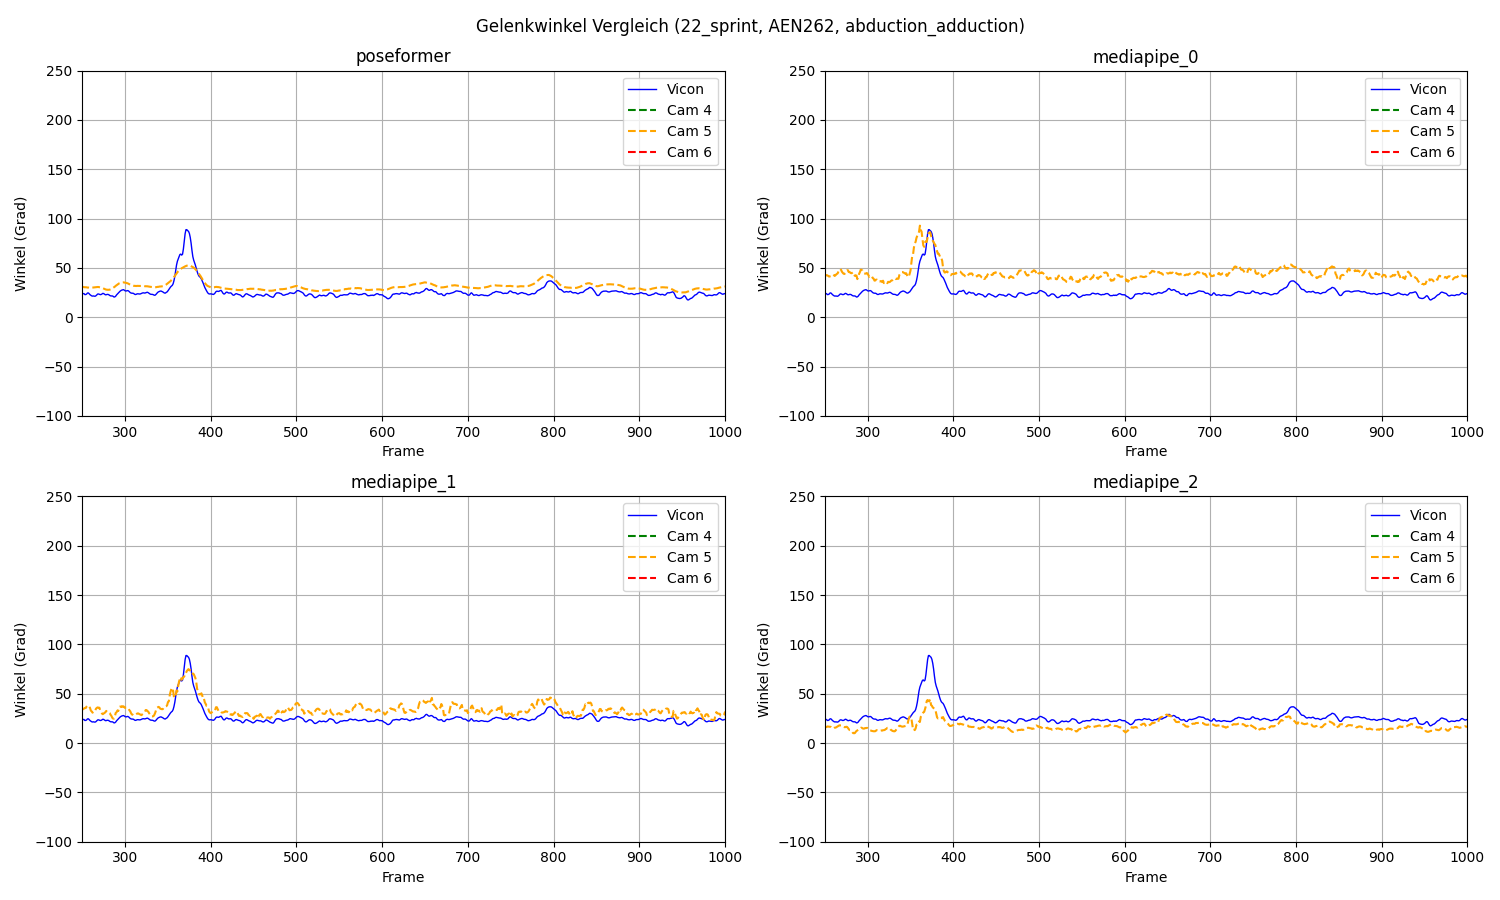 Gelenkwinkel Vergleich (22_sprint, AEN262, abduction_adduction)
poseformer
250
200
150
100
50
0
−50
−100
Winkel (Grad)
300 400 500 600 700 800 900 1000
Frame
Vicon
Cam 4
Cam 5
Cam 6
mediapipe_0
250
200
150
100
50
0
−50
−100
Winkel (Grad)
300 400 500 600 700 800 900 1000
Frame
Vicon
Cam 4
Cam 5
Cam 6
mediapipe_1
250
200
150
100
50
0
−50
−100
Winkel (Grad)
300 400 500 600 700 800 900 1000
Frame
Vicon
Cam 4
Cam 5
Cam 6
mediapipe_2
250
200
150
100
50
0
−50
−100
Winkel (Grad)
300 400 500 600 700 800 900 1000
Frame
Vicon
Cam 4
Cam 5
Cam 6